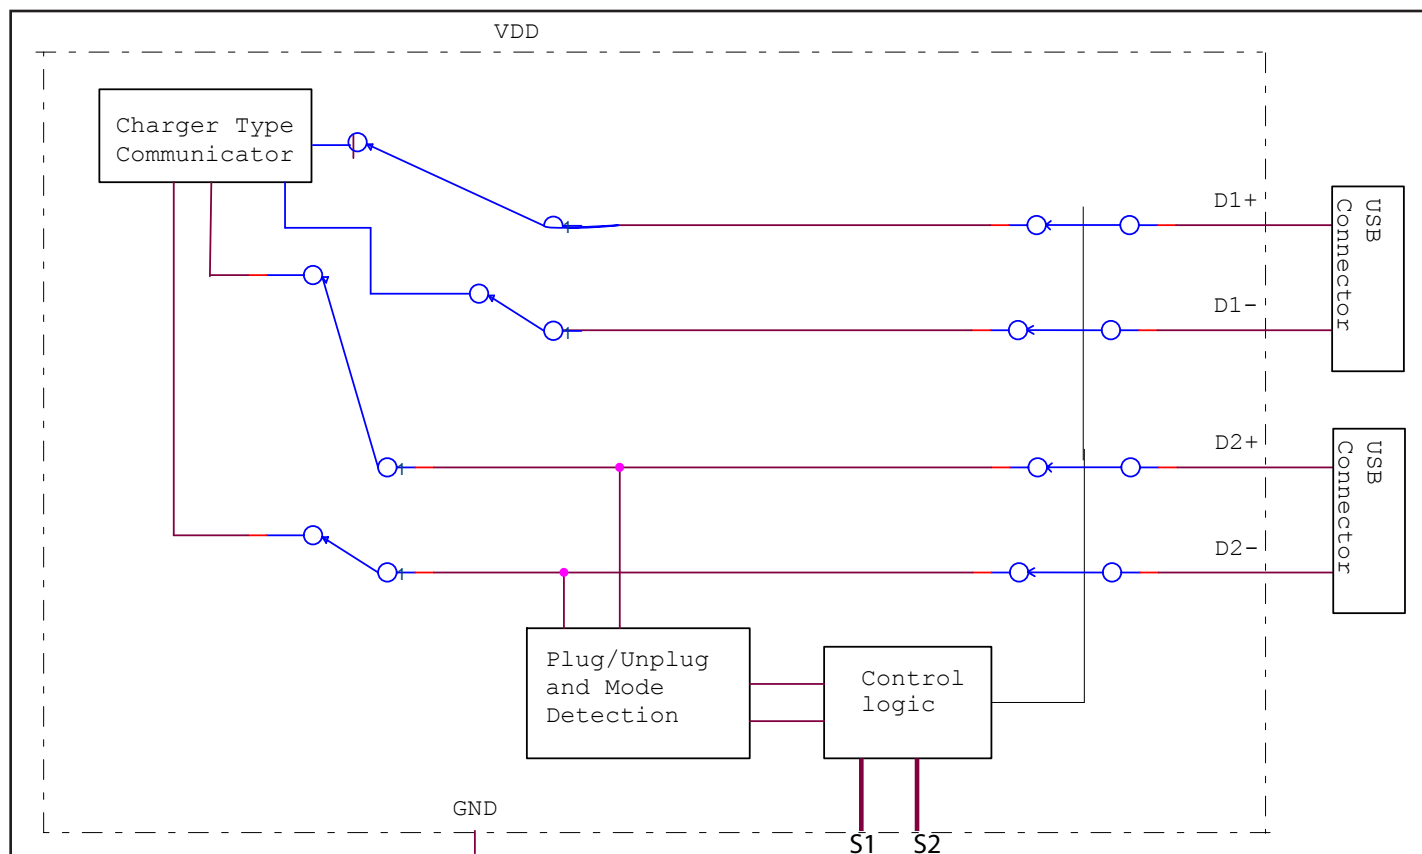 VDD
Charger Type
Communicator
D1+
USB
Connector
D1-
D2+
USB
Connector
D2-
Plug/Unplug
and Mode
Detection
Control
logic
GND
S1
S2